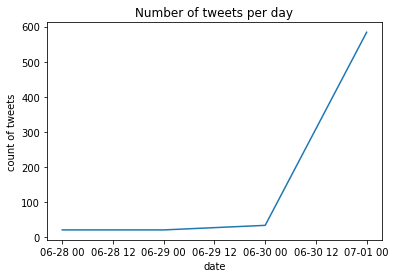 Number of tweets per day
600
500
400
300
200
100
0
count of tweets
06-28 00 06-28 12 06-29 00 06-29 12 06-30 00 06-30 12 07-01 00
date